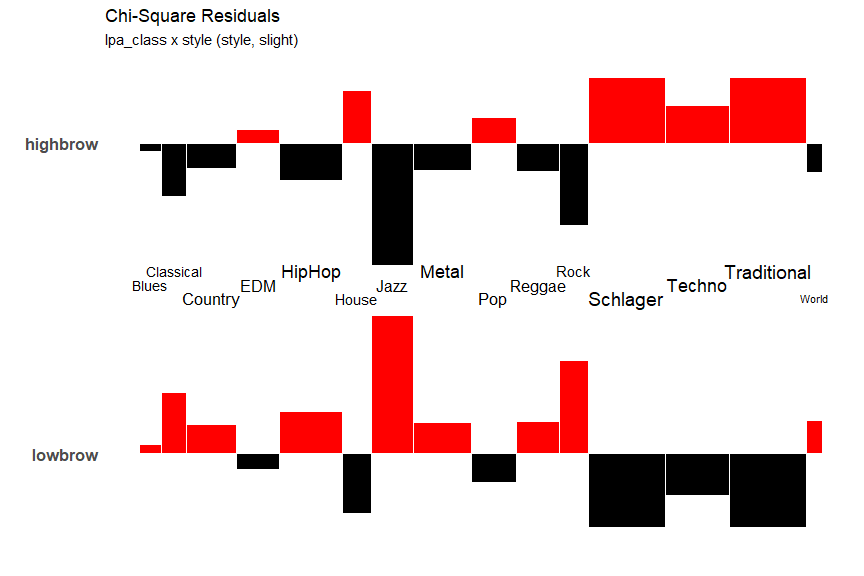 Chi-Square Residuals
lpa_class x style (style, slight)
highbrow
Classical HipHop Metal Rock Traditional
Blues EDM Jazz Reggae Techno
Country House Pop Schlager World
lowbrow